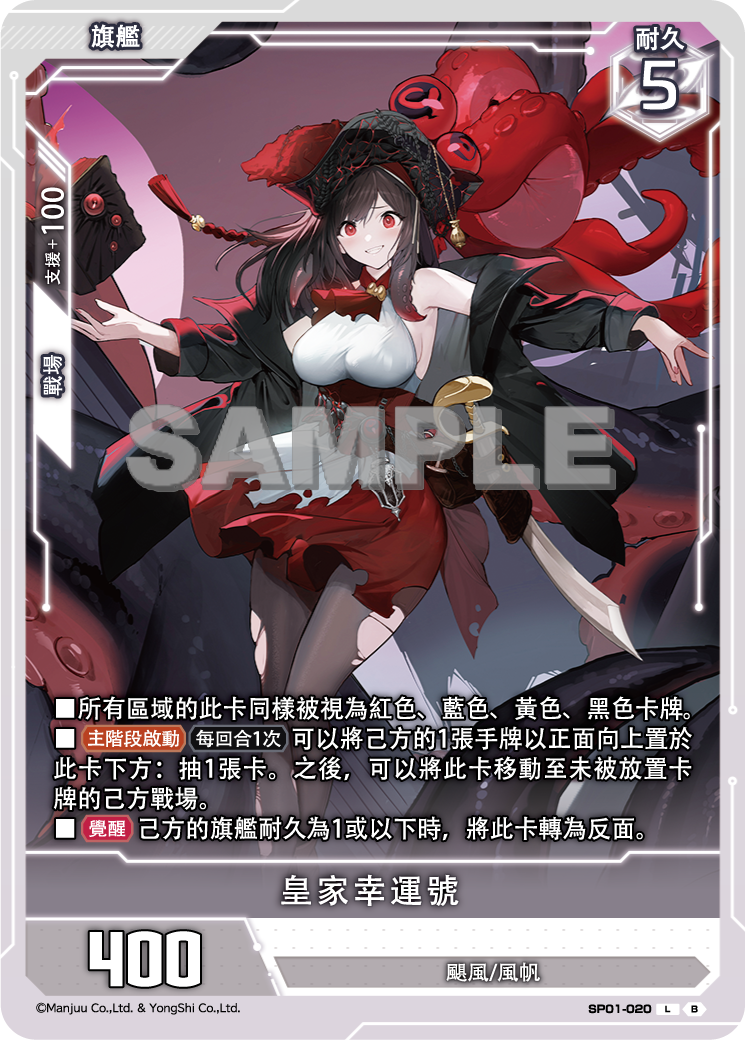 旗艦
耐久
5
支援+100
戰場
SAMPLE
■所有區域的此卡同樣被視為紅色、藍色、黃色、黑色卡牌。
■ 主階段啟動 每回合1次 可以將己方的1張手牌以正面向上置於
此卡下方：抽1張卡。之後，可以將此卡移動至未被放置卡
牌的己方戰場。
■ 覺醒 己方的旗艦耐久為1或以下時，將此卡轉為反面。
皇家幸運號
400
颶風/風帆
©Manjuu Co.,Ltd. & YongShi Co.,Ltd.
SP01-020 L B